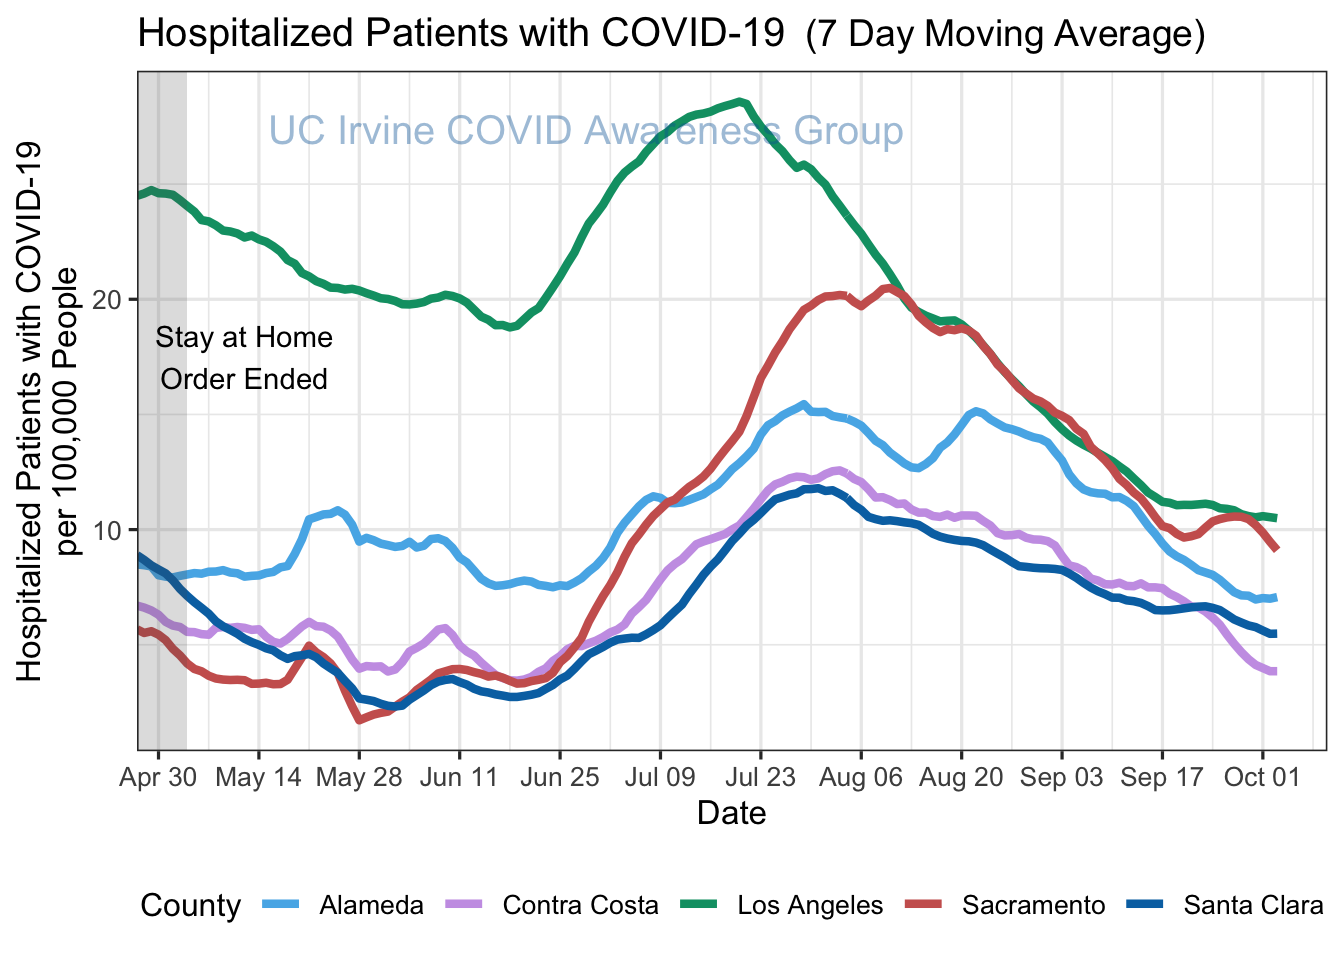 Hospitalized Patients with COVID-19 (7 Day Moving Average)
UC Irvine COVID Awareness Group
Hospitalized Patients with COVID-19
per 100,000 People
20
10
Stay at Home
Order Ended
Apr 30 May 14 May 28 Jun 11 Jun 25 Jul 09 Jul 23 Aug 06 Aug 20 Sep 03 Sep 17 Oct 01
Date
County Alameda Contra Costa Los Angeles Sacramento Santa Clara